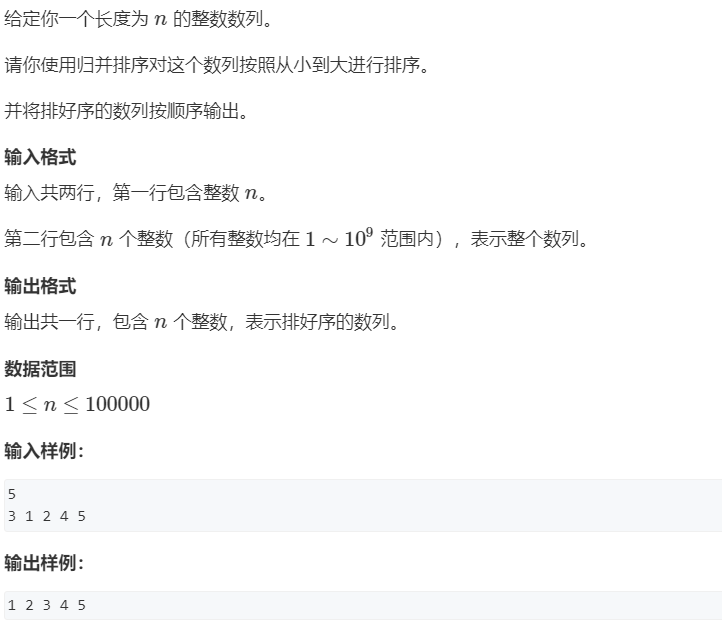 给定你一个长度为 n 的整数数列。
请你使用归并排序对这个数列按照从小到大进行排序。
并将排好序的数列按顺序输出。
输入格式
输入共两行，第一行包含整数 n。
第二行包含 n 个整数（所有整数均在 1 ∼ 10⁹ 范围内），表示整个数列。
输出格式
输出共一行，包含 n 个整数，表示排好序的数列。
数据范围
1 ≤ n ≤ 100000
输入样例：
5
3 1 2 4 5
输出样例：
1 2 3 4 5